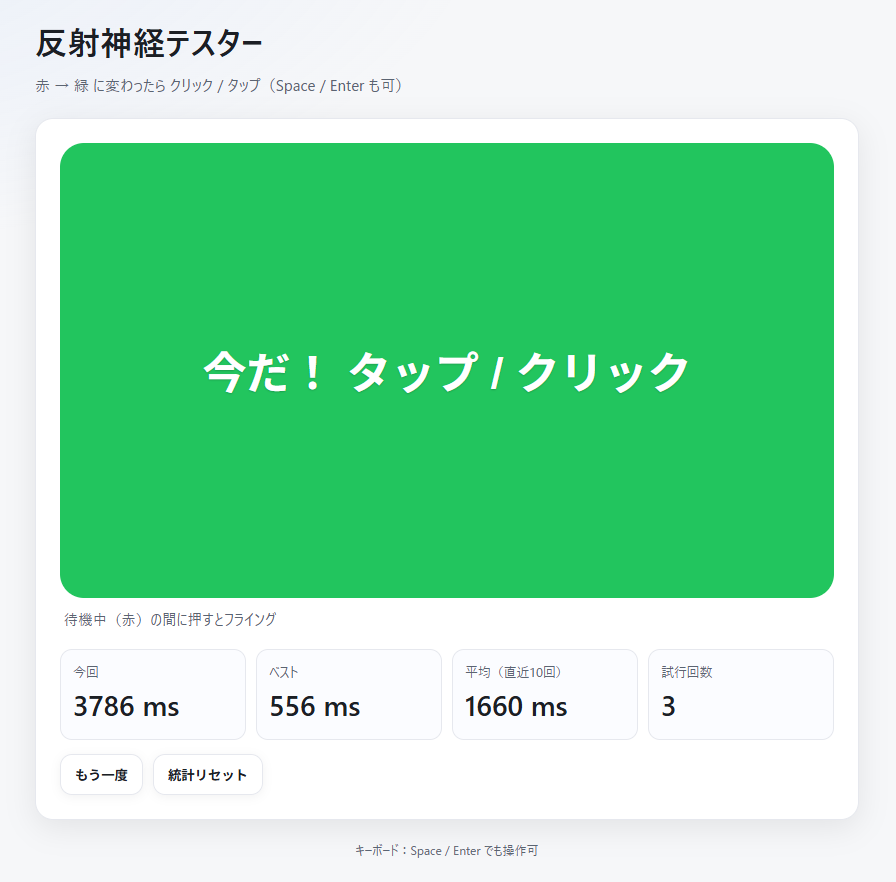 反射神経テスター
赤 → 緑 に変わったら クリック / タップ（Space / Enter も可）
今だ！ タップ / クリック
待機中（赤）の間に押すとフライング
今回
3786 ms
ベスト
556 ms
平均（直近10回）
1660 ms
試行回数
3
もう一度
統計リセット
キーボード：Space / Enter でも操作可